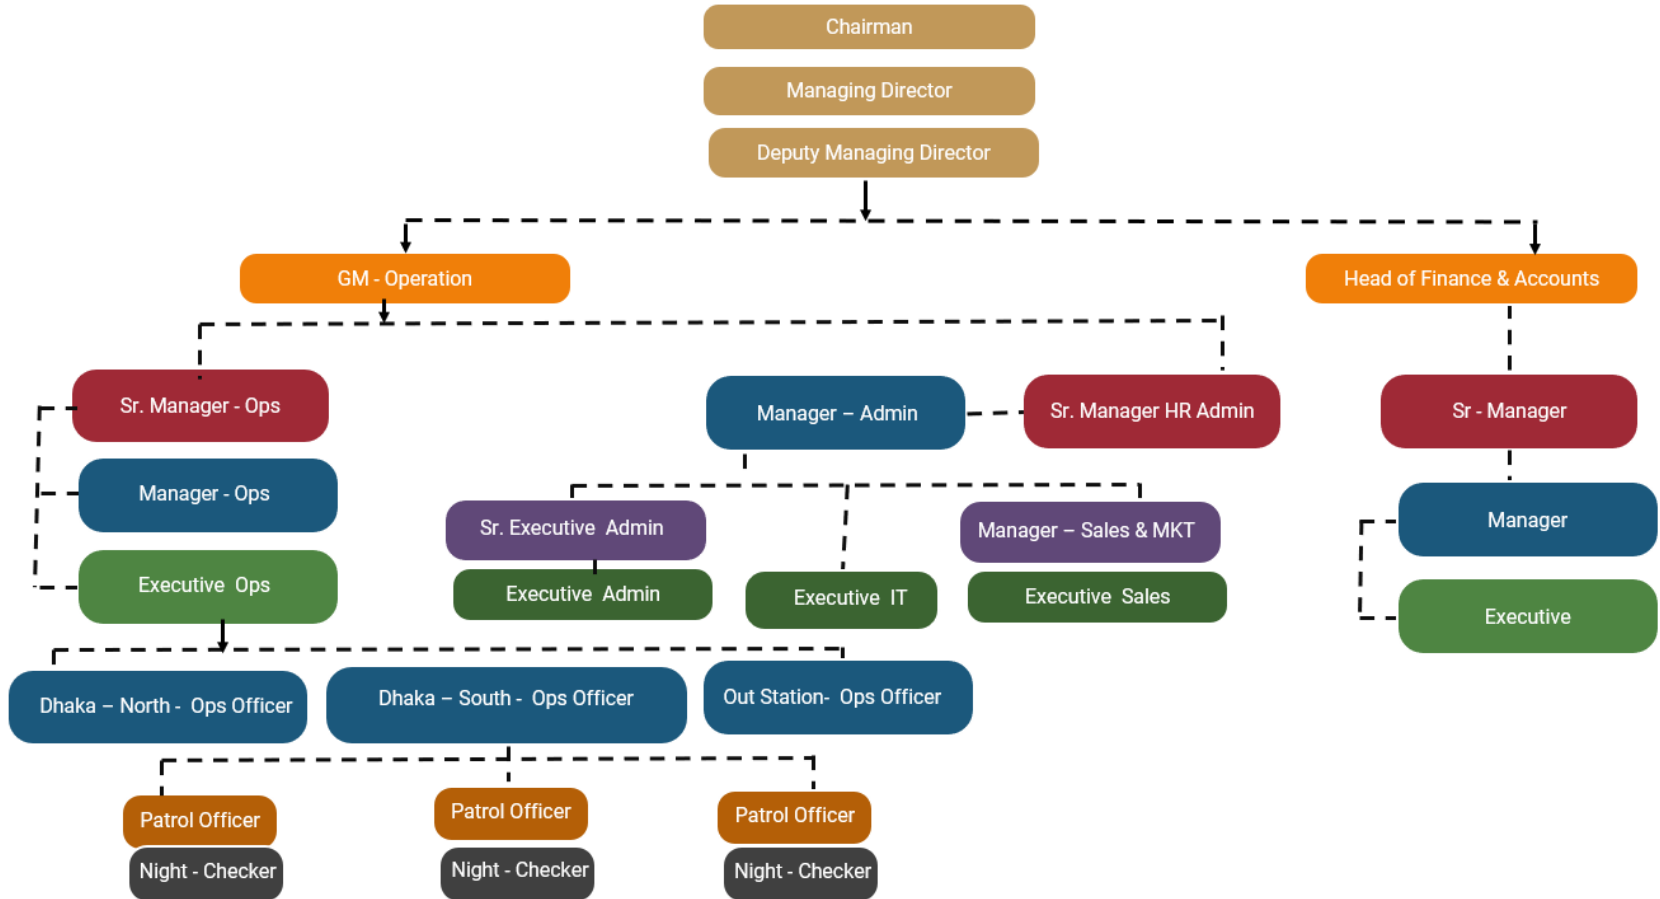 Chairman
Managing Director
Deputy Managing Director
GM - Operation
Head of Finance & Accounts
Sr. Manager - Ops
Manager – Admin
Sr. Manager HR Admin
Sr - Manager
Manager - Ops
Sr. Executive Admin
Manager – Sales & MKT
Manager
Executive Ops
Executive Admin
Executive IT
Executive Sales
Executive
Dhaka – North - Ops Officer
Dhaka – South - Ops Officer
Out Station- Ops Officer
Patrol Officer
Patrol Officer
Patrol Officer
Night - Checker
Night - Checker
Night - Checker